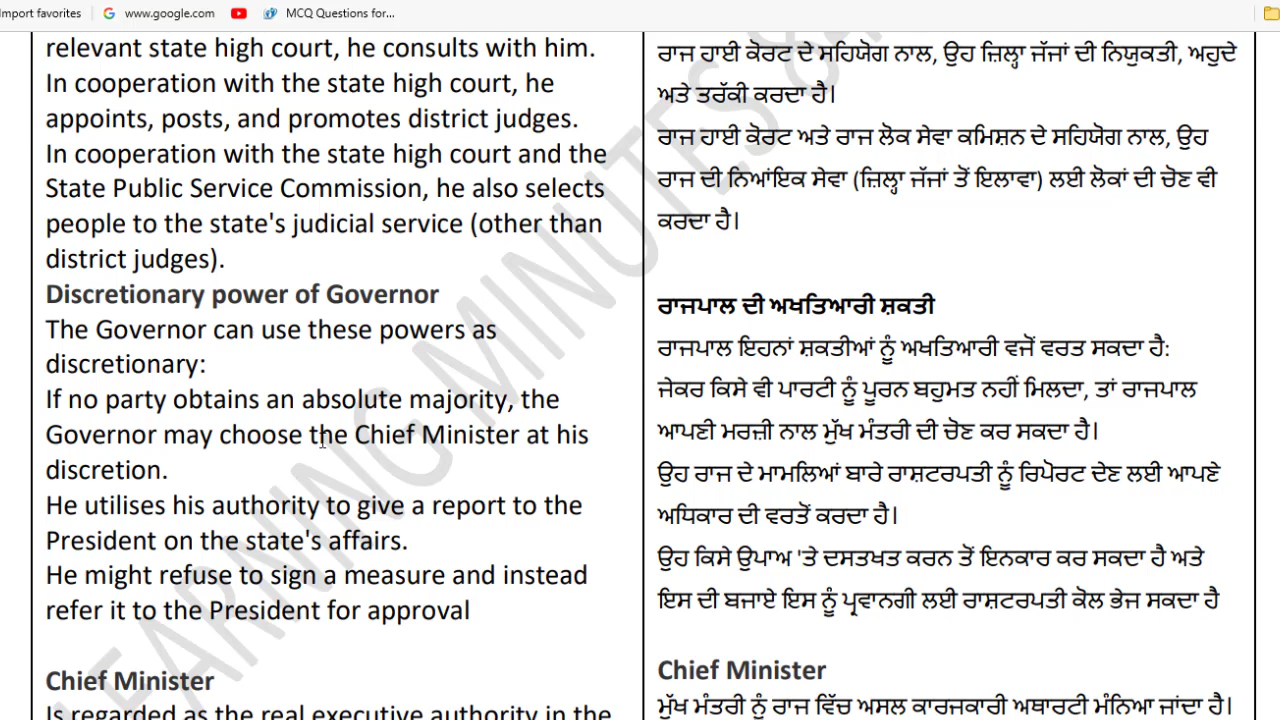 Import favorites
www.google.com
MCQ Questions for...
relevant state high court, he consults with him.
In cooperation with the state high court, he
appoints, posts, and promotes district judges.
In cooperation with the state high court and the
State Public Service Commission, he also selects
people to the state's judicial service (other than
district judges).
Discretionary power of Governor
The Governor can use these powers as
discretionary:
If no party obtains an absolute majority, the
Governor may choose the Chief Minister at his
discretion.
He utilises his authority to give a report to the
President on the state's affairs.
He might refuse to sign a measure and instead
refer it to the President for approval
Chief Minister
Is regarded as the real executive authority in the
ਰਾਜ ਹਾਈ ਕੋਰਟ ਦੇ ਸਹਿਯੋਗ ਨਾਲ, ਉਹ ਜ਼ਿਲ੍ਹਾ ਜੱਜਾਂ ਦੀ ਨਿਯੁਕਤੀ, ਅਹੁਦੇ
ਅਤੇ ਤਰੱਕੀ ਕਰਦਾ ਹੈ।
ਰਾਜ ਹਾਈ ਕੋਰਟ ਅਤੇ ਰਾਜ ਲੋਕ ਸੇਵਾ ਕਮਿਸ਼ਨ ਦੇ ਸਹਿਯੋਗ ਨਾਲ, ਉਹ
ਰਾਜ ਦੀ ਨਿਆਂਇਕ ਸੇਵਾ (ਜ਼ਿਲ੍ਹਾ ਜੱਜਾਂ ਤੋਂ ਇਲਾਵਾ) ਲਈ ਲੋਕਾਂ ਦੀ ਚੋਣ ਵੀ
ਕਰਦਾ ਹੈ।
ਰਾਜਪਾਲ ਦੀ ਅਖਤਿਆਰੀ ਸ਼ਕਤੀ
ਰਾਜਪਾਲ ਇਹਨਾਂ ਸ਼ਕਤੀਆਂ ਨੂੰ ਅਖਤਿਆਰੀ ਵਜੋਂ ਵਰਤ ਸਕਦਾ ਹੈ:
ਜੇਕਰ ਕਿਸੇ ਵੀ ਪਾਰਟੀ ਨੂੰ ਪੂਰਨ ਬਹੁਮਤ ਨਹੀਂ ਮਿਲਦਾ, ਤਾਂ ਰਾਜਪਾਲ
ਆਪਣੀ ਮਰਜ਼ੀ ਨਾਲ ਮੁੱਖ ਮੰਤਰੀ ਦੀ ਚੋਣ ਕਰ ਸਕਦਾ ਹੈ।
ਉਹ ਰਾਜ ਦੇ ਮਾਮਲਿਆਂ ਬਾਰੇ ਰਾਸ਼ਟਰਪਤੀ ਨੂੰ ਰਿਪੋਰਟ ਦੇਣ ਲਈ ਆਪਣੇ
ਅਧਿਕਾਰ ਦੀ ਵਰਤੋਂ ਕਰਦਾ ਹੈ।
ਉਹ ਕਿਸੇ ਉਪਾਅ 'ਤੇ ਦਸਤਖਤ ਕਰਨ ਤੋਂ ਇਨਕਾਰ ਕਰ ਸਕਦਾ ਹੈ ਅਤੇ
ਇਸ ਦੀ ਬਜਾਏ ਇਸ ਨੂੰ ਪ੍ਰਵਾਨਗੀ ਲਈ ਰਾਸ਼ਟਰਪਤੀ ਕੋਲ ਭੇਜ ਸਕਦਾ ਹੈ
Chief Minister
ਮੁੱਖ ਮੰਤਰੀ ਨੂੰ ਰਾਜ ਵਿੱਚ ਅਸਲ ਕਾਰਜਕਾਰੀ ਅਥਾਰਟੀ ਮੰਨਿਆ ਜਾਂਦਾ ਹੈ।
LEARNING MINUTES